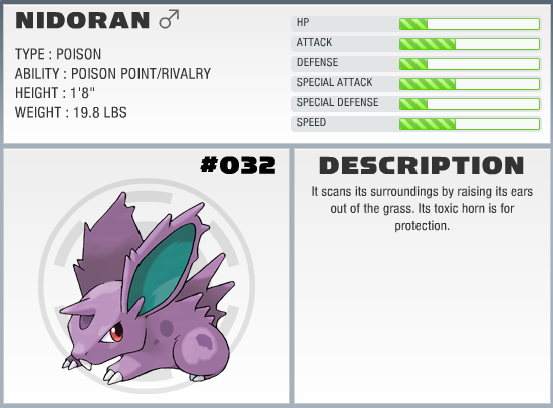 NIDORAN ♂
TYPE : POISON
ABILITY : POISON POINT/RIVALRY
HEIGHT : 1'8"
WEIGHT : 19.8 LBS
HP
ATTACK
DEFENSE
SPECIAL ATTACK
SPECIAL DEFENSE
SPEED
#032
DESCRIPTION
It scans its surroundings by raising its ears
out of the grass. Its toxic horn is for
protection.